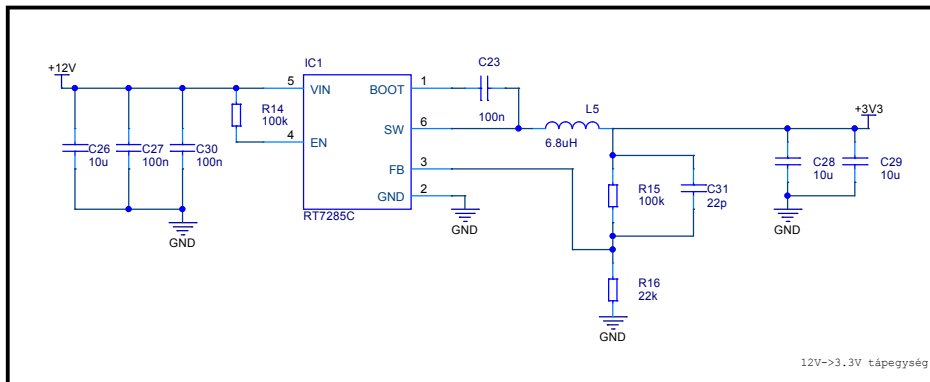 +12V
IC1
5
VIN
BOOT
1
C23
100n
R14
100k
4
EN
SW
6
L5
6.8uH
+3V3
C26
10u
C27
100n
C30
100n
FB
3
GND
2
RT7285C
GND
GND
R15
100k
C31
22p
C28
10u
C29
10u
GND
R16
22k
GND
12V->3.3V tápegység